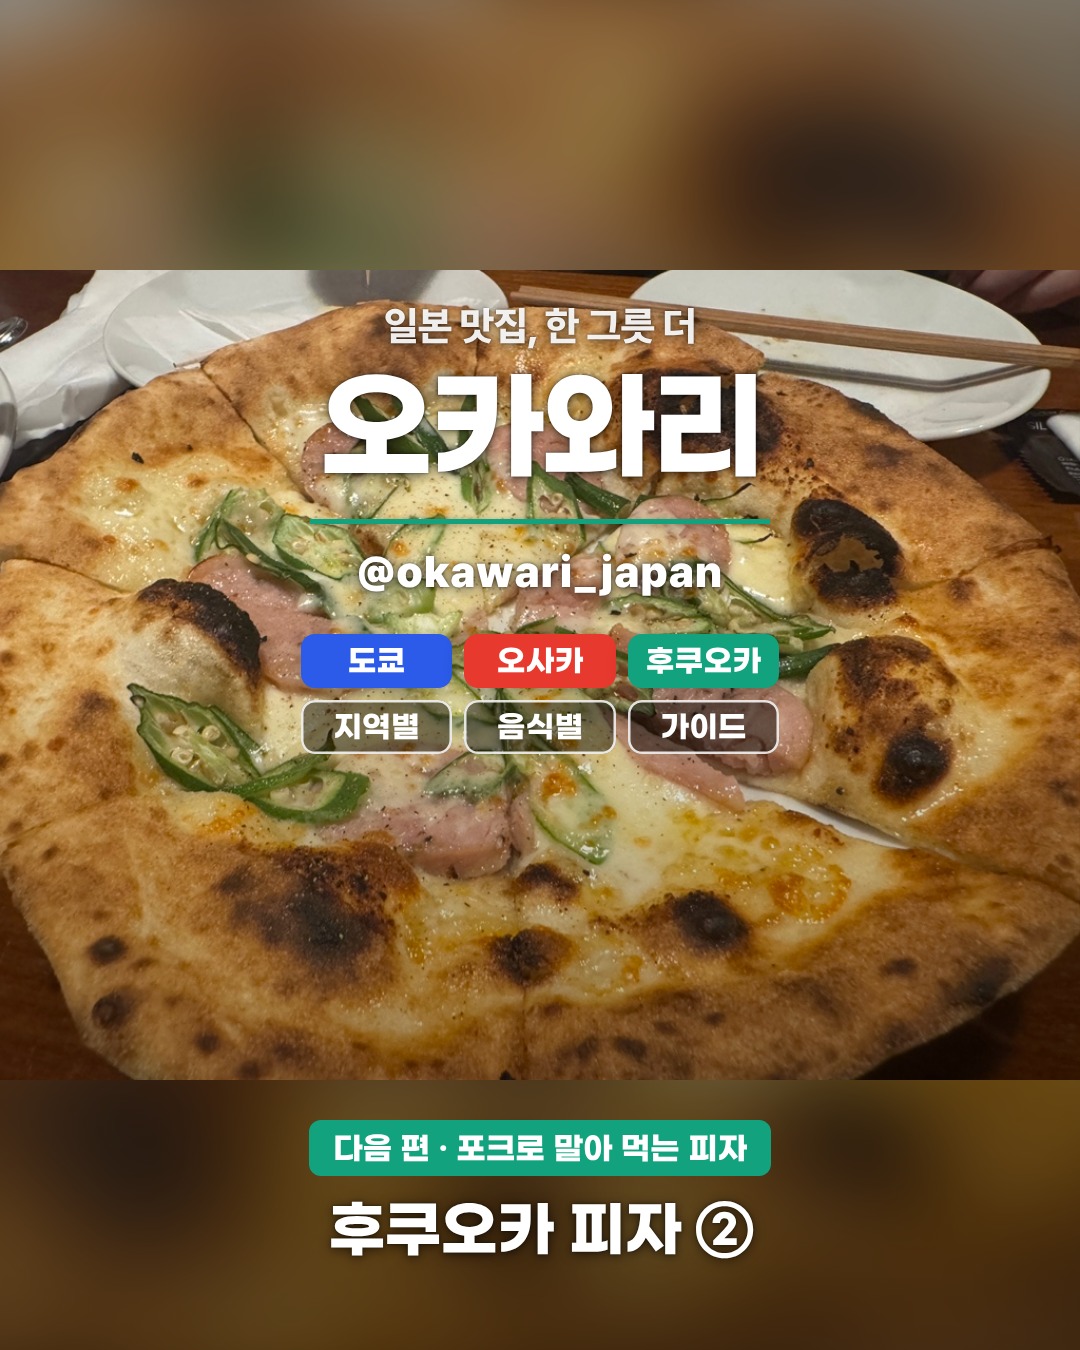 일본 맛집, 한 그릇 더
오카와리
@okawari_japan
도쿄 오사카 후쿠오카
지역별 음식별 가이드
다음 편 · 포크로 말아 먹는 피자
후쿠오카 피자 ②